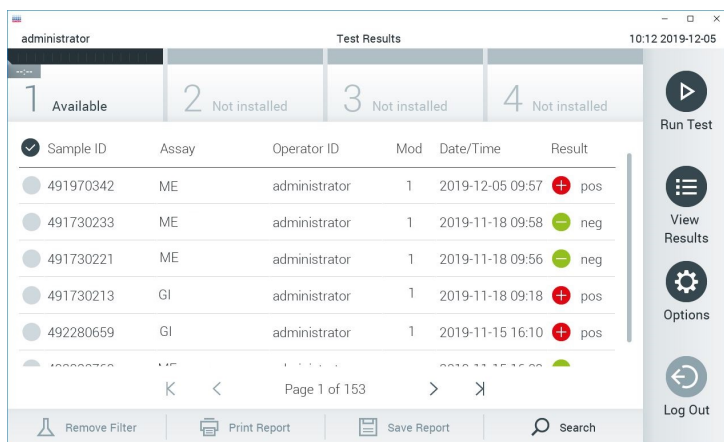 administrator Test Results 10:12 2019-12-05
--:--
1 Available 2 Not installed 3 Not installed 4 Not installed
Run Test
Sample ID Assay Operator ID Mod Date/Time Result
491970342 ME administrator 1 2019-12-05 09:57 pos
491730233 ME administrator 1 2019-11-18 09:58 neg
491730221 ME administrator 1 2019-11-18 09:56 neg
491730213 GI administrator 1 2019-11-18 09:18 pos
492280659 GI administrator 1 2019-11-15 16:10 pos
View
Results
Options
Page 1 of 153
Log Out
Remove Filter Print Report Save Report Search